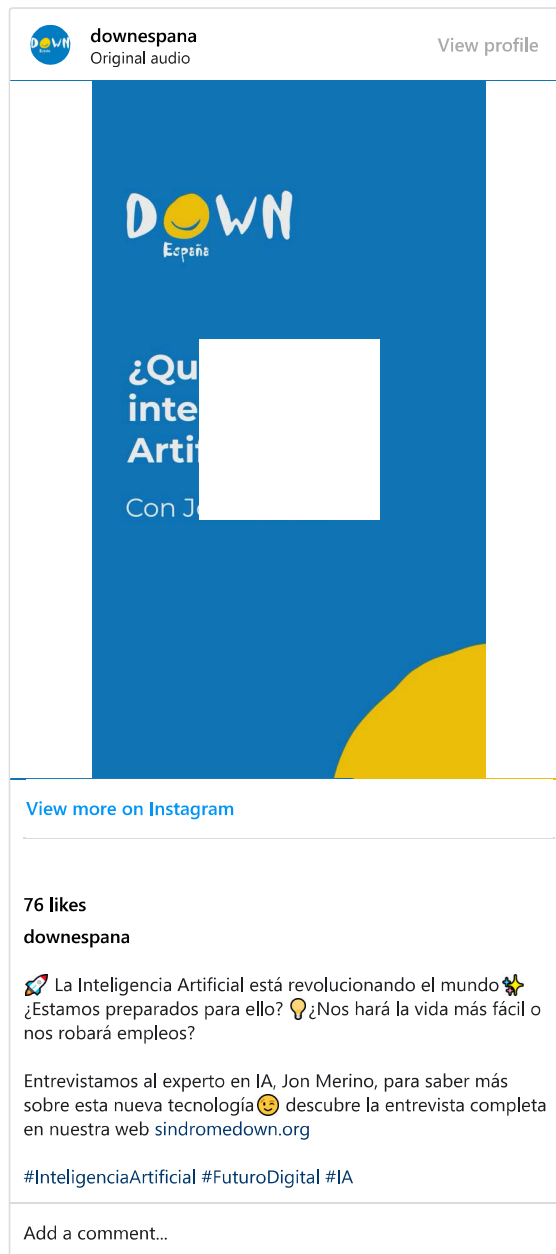 DOWN
España
downespana
Original audio
View profile
DOWN
España
Con
View more on Instagram
76 likes
downespana
🚀 La Inteligencia Artificial está revolucionando el mundo ✨
¿Estamos preparados para ello? 💡¿Nos hará la vida más fácil o
nos robará empleos?
Entrevistamos al experto en IA, Jon Merino, para saber más
sobre esta nueva tecnología😉 descubre la entrevista completa
en nuestra web sindromedown.org
#InteligenciaArtificial #FuturoDigital #IA
Add a comment...